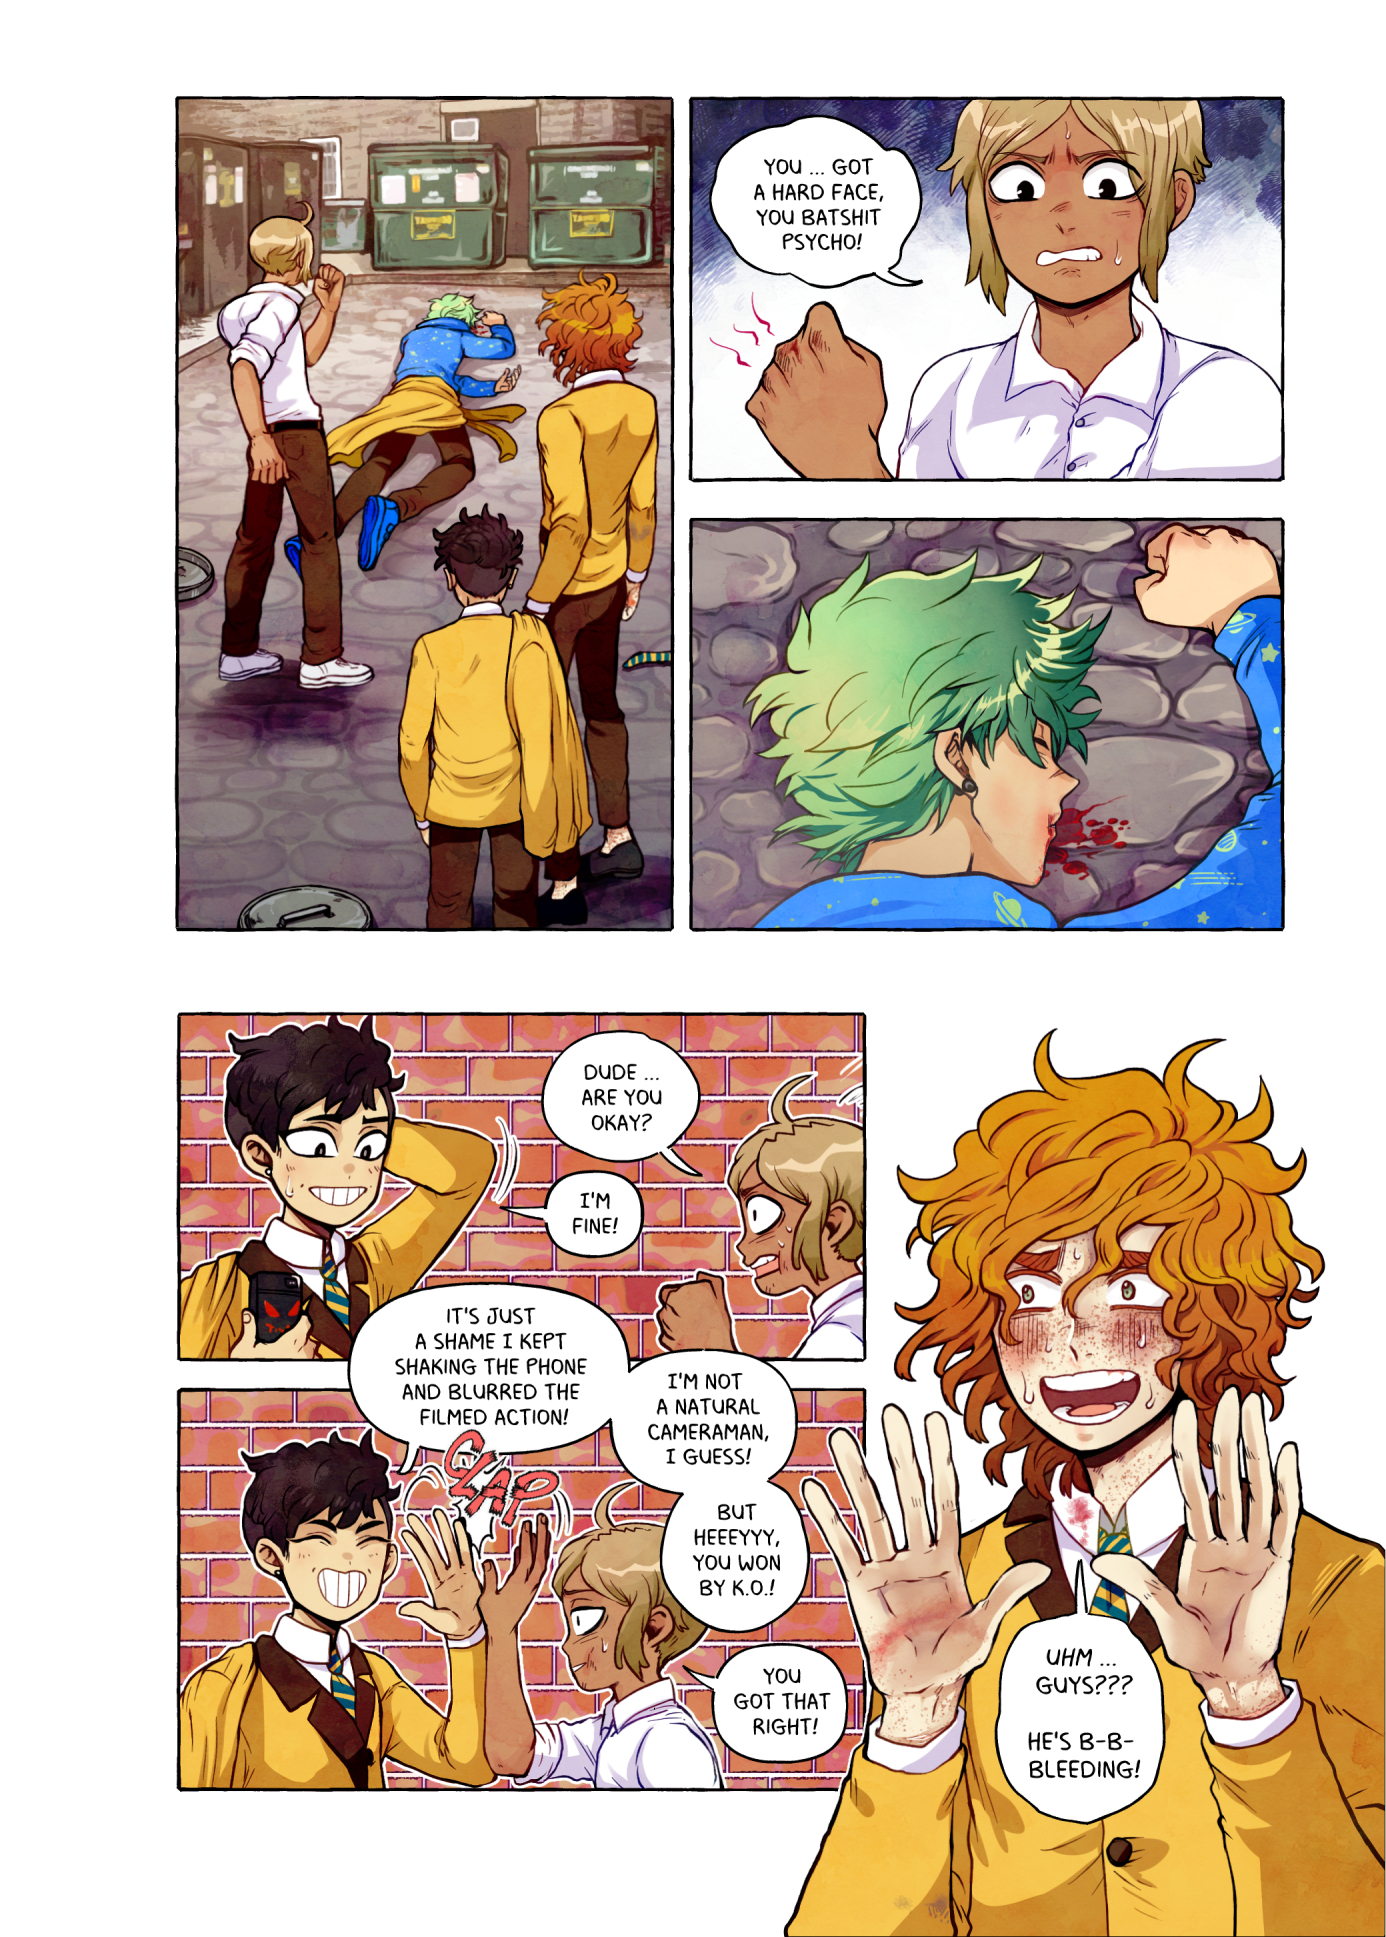 YOU ... GOT
A HARD FACE,
YOU BATSHIT
PSYCHO!
DUDE ...
ARE YOU
OKAY?
I'M
FINE!
IT'S JUST
A SHAME I KEPT
SHAKING THE PHONE
AND BLURRED THE
FILMED ACTION!
I'M NOT
A NATURAL
CAMERAMAN,
I GUESS!
CLAP
BUT
HEEEYYY,
YOU WON
BY K.O.!
YOU
GOT THAT
RIGHT!
UHM ...
GUYS???
HE'S B-B-
BLEEDING!